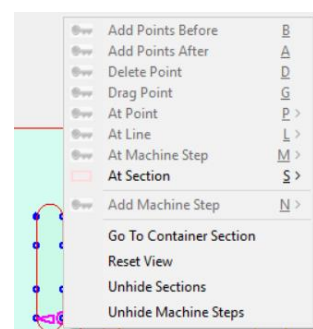 Add Points Before B
Add Points After A
Delete Point D
Drag Point G
At Point P >
At Line L >
At Machine Step M >
At Section S >
Add Machine Step N >
Go To Container Section
Reset View
Unhide Sections
Unhide Machine Steps